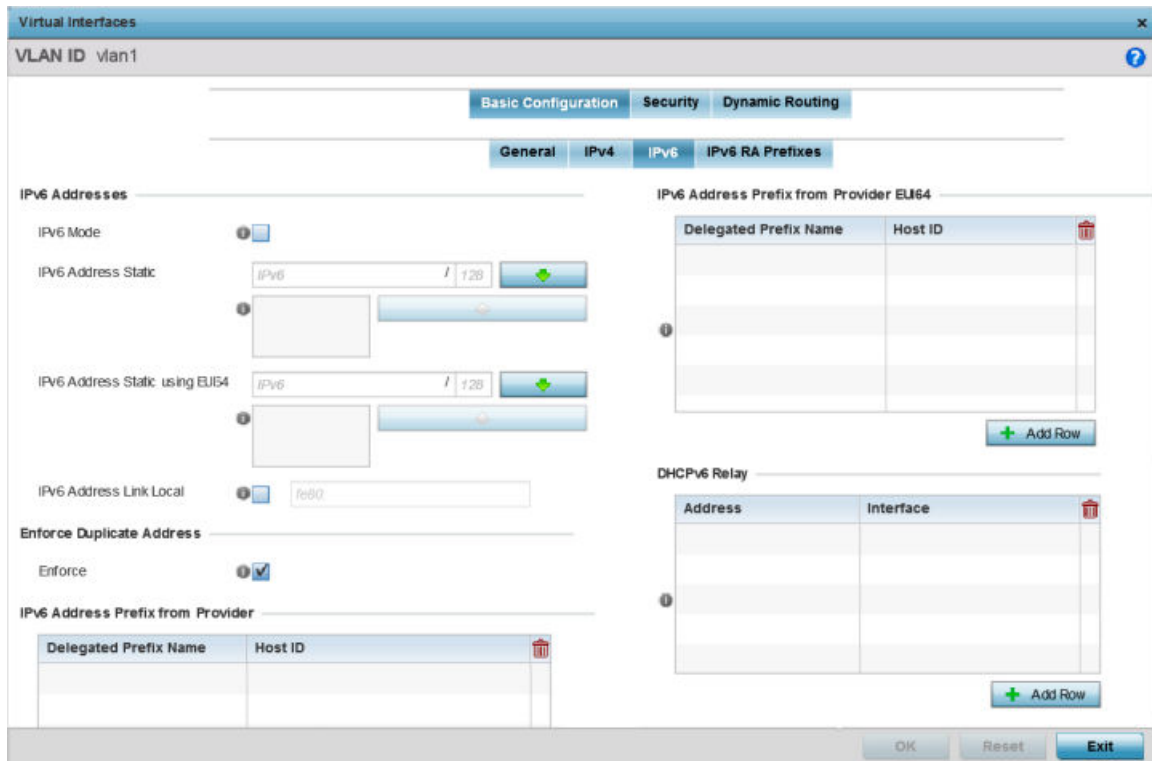 Virtual Interfaces
VLAN ID vlan1
Basic Configuration Security Dynamic Routing
General IPv4 IPv6 IPv6 RA Prefixes
IPv6 Addresses
IPv6 Mode
IPv6 Address Static IPv6 / 128
IPv6 Address Static using EUI64 IPv6 / 128
IPv6 Address Link Local fe80:
Enforce Duplicate Address
Enforce
IPv6 Address Prefix from Provider
Delegated Prefix Name Host ID
IPv6 Address Prefix from Provider EUI64
Delegated Prefix Name Host ID
Add Row
DHCPv6 Relay
Address Interface
Add Row
OK Reset Exit